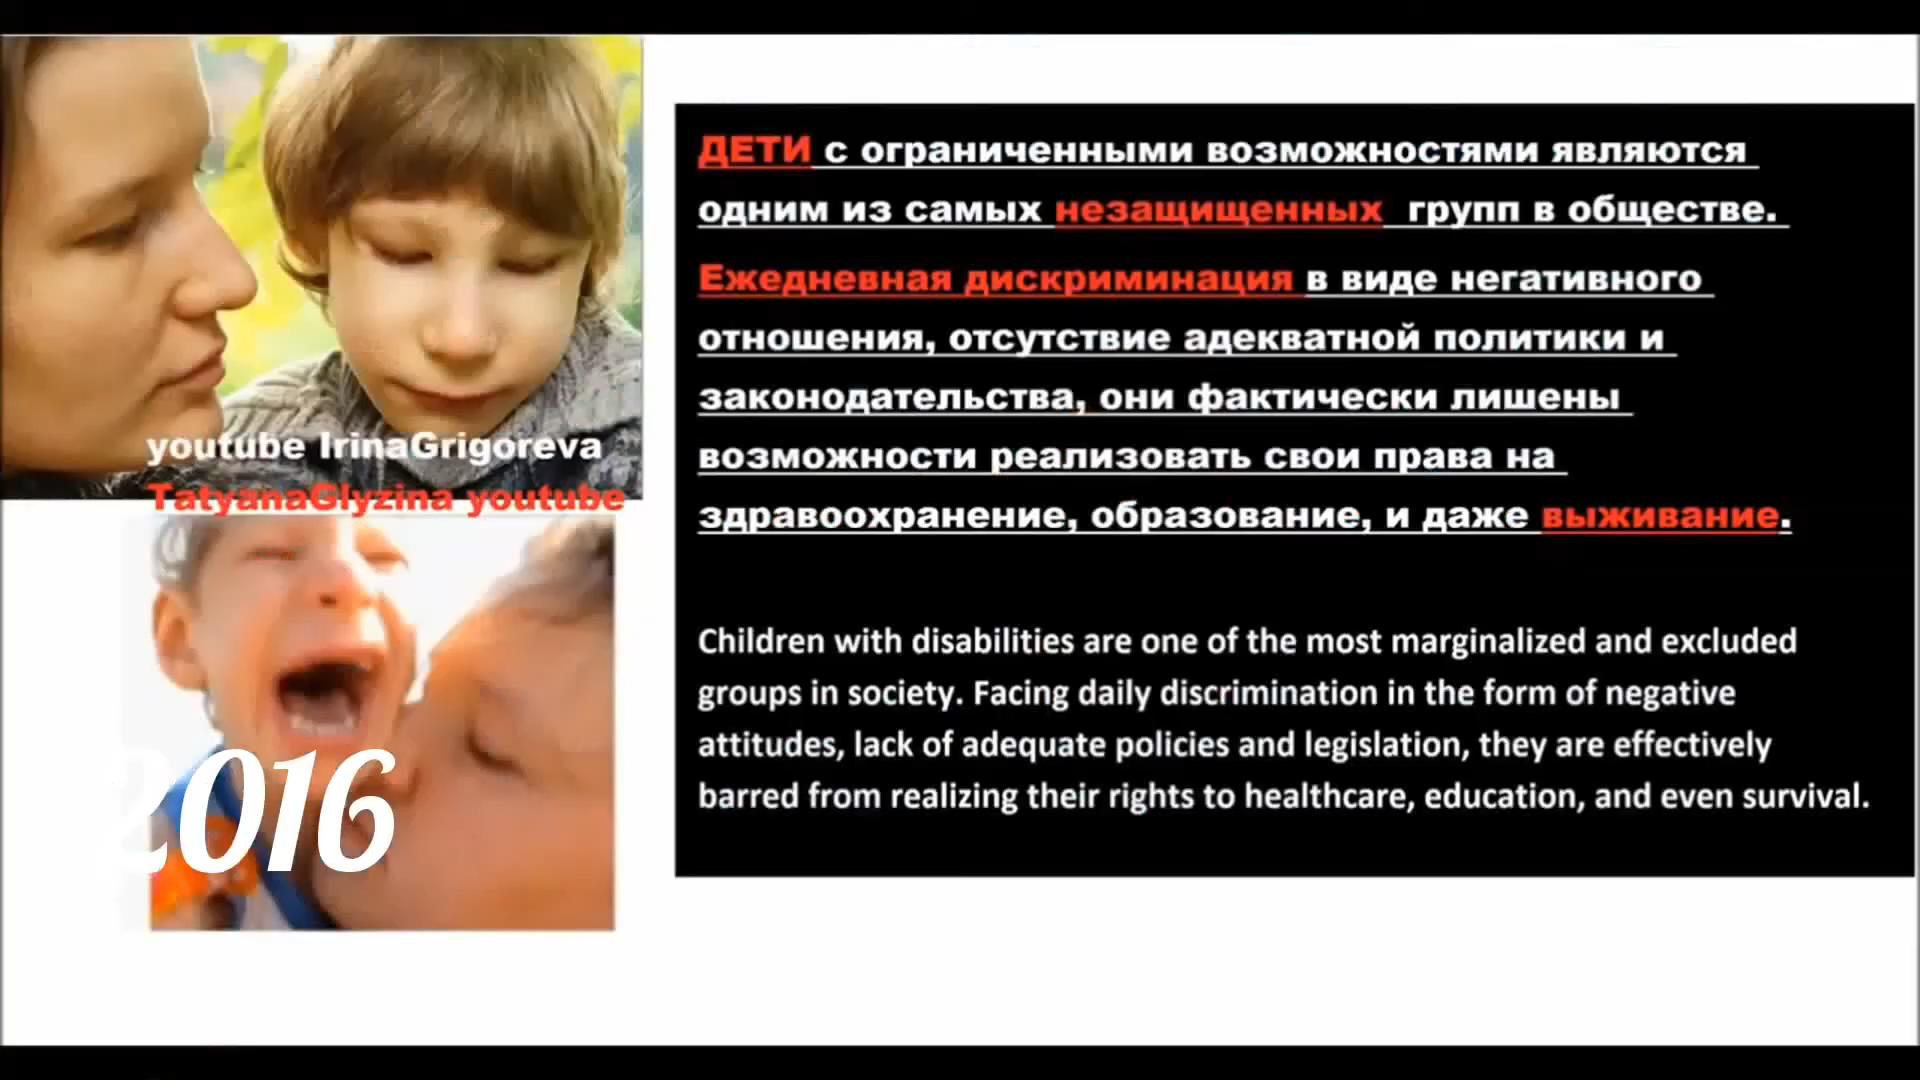 youtube IrinaGrigoreva
TatyanaGlyzina youtube
2016
ДЕТИ с ограниченными возможностями являются
одним из самых незащищенных групп в обществе.
Ежедневная дискриминация в виде негативного
отношения, отсутствие адекватной политики и
законодательства, они фактически лишены
возможности реализовать свои права на
здравоохранение, образование, и даже выживание.
Children with disabilities are one of the most marginalized and excluded
groups in society. Facing daily discrimination in the form of negative
attitudes, lack of adequate policies and legislation, they are effectively
barred from realizing their rights to healthcare, education, and even survival.